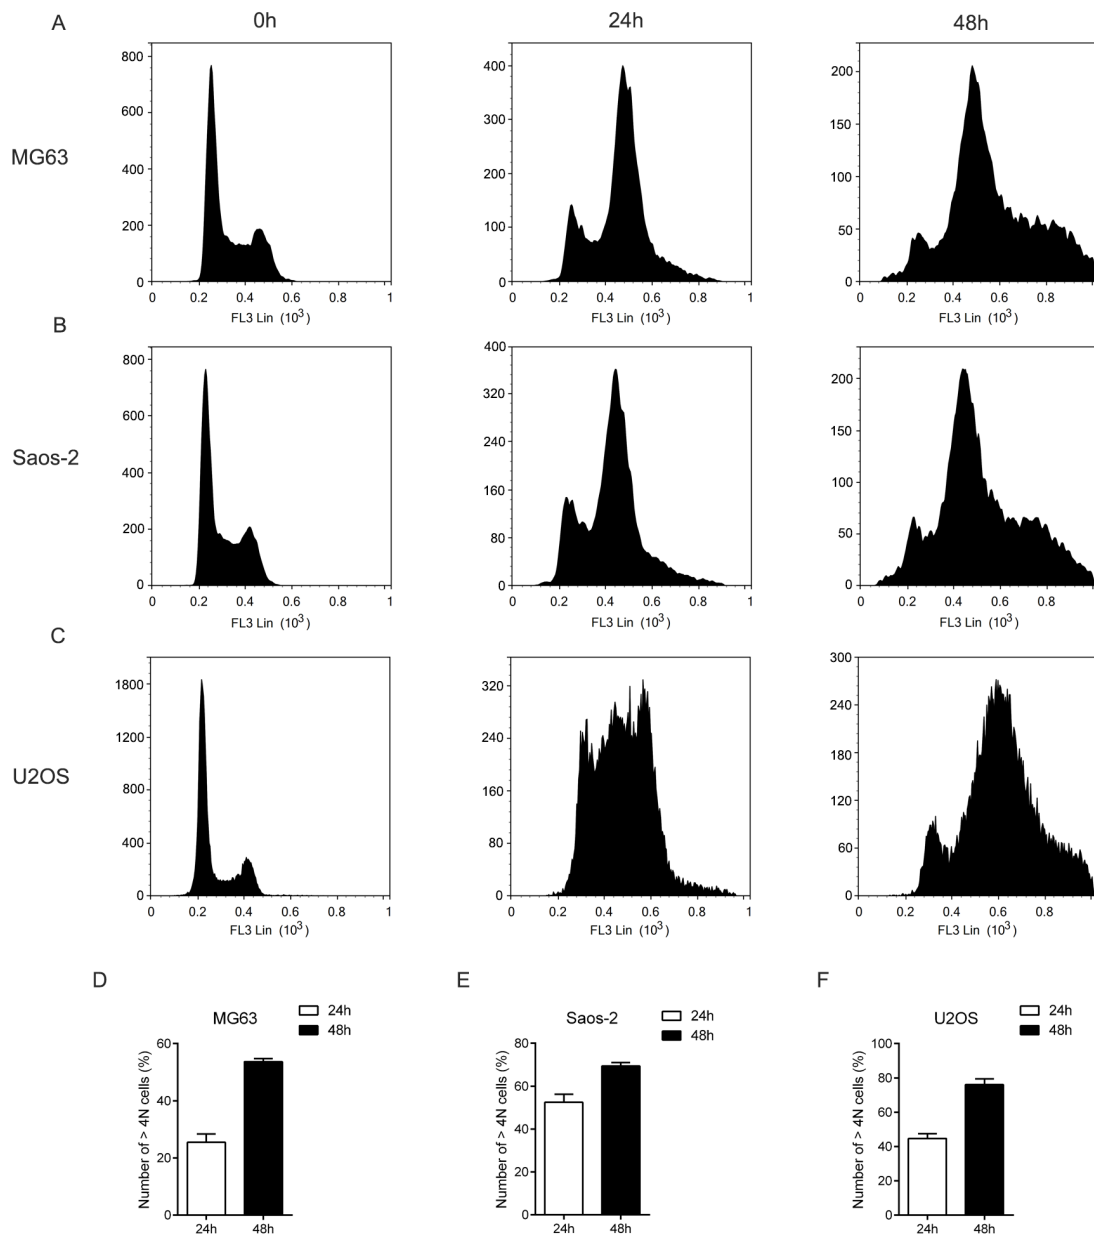 A 0h 24h 48h
MG63
800 600 400 200 0
0 0.2 0.4 0.6 0.8 1
FL3 Lin (10³)
400 300 200 100 0
0 0.2 0.4 0.6 0.8 1
FL3 Lin (10³)
200 150 100 50 0
0 0.2 0.4 0.6 0.8
FL3 Lin (10³)
B
Saos-2
800 600 400 200 0
0 0.2 0.4 0.6 0.8 1
FL3 Lin (10³)
400 320 240 160 80 0
0 0.2 0.4 0.6 0.8 1
FL3 Lin (10³)
200 150 100 50 0
0 0.2 0.4 0.6 0.8
FL3 Lin (10³)
C
U2OS
1800 1200 800 400 0
0 0.2 0.4 0.6 0.8 1
FL3 Lin (10³)
320 240 160 80 0
0 0.2 0.4 0.6 0.8 1
FL3 Lin (10³)
300 240 180 120 60 0
0 0.2 0.4 0.6 0.8
FL3 Lin (10³)
D
MG63
24h
48h
Number of > 4N cells (%)
60 40 20 0
24h 48h
E
Saos-2
24h
48h
Number of > 4N cells (%)
80 60 40 20 0
24h 48h
F
U2OS
24h
48h
Number of > 4N cells (%)
100 80 60 40 20 0
24h 48h